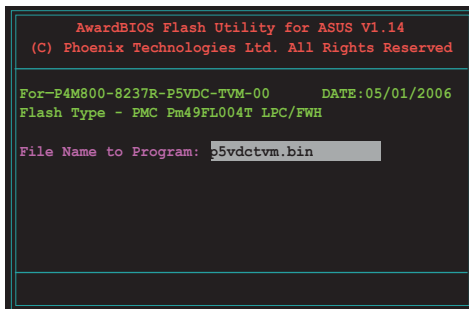 AwardBIOS Flash Utility for ASUS V1.14
(C) Phoenix Technologies Ltd. All Rights Reserved
For—P4M800-8237R-P5VDC-TVM-00 DATE:05/01/2006
Flash Type - PMC Pm49FL004T LPC/FWH
File Name to Program: p5vdctvm.bin